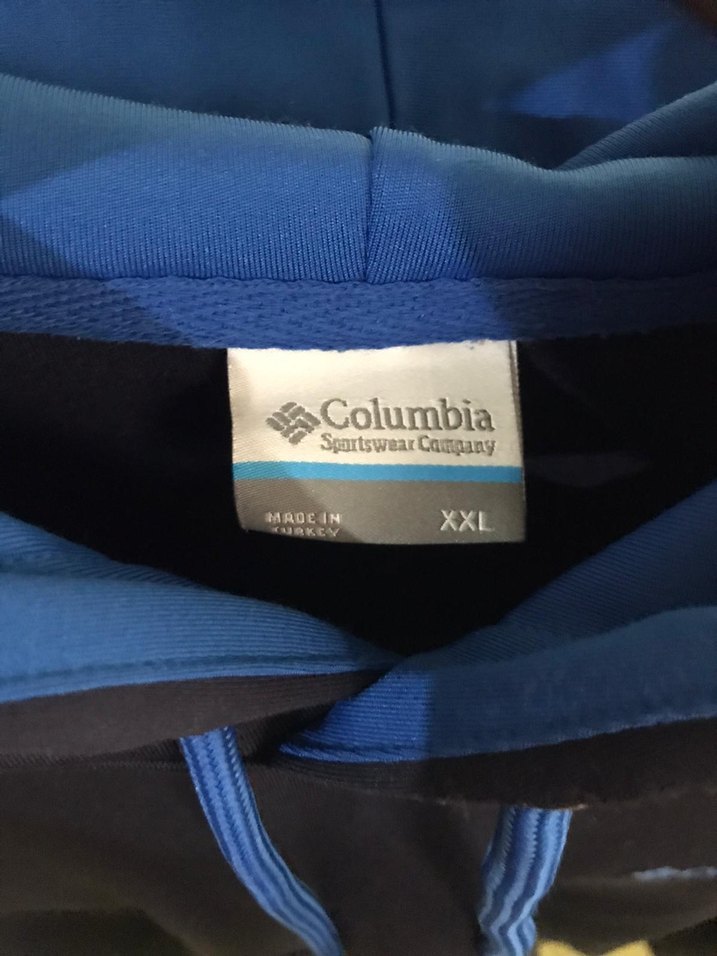 Columbia
Sportswear Company
MADE IN
TURKEY
XXL